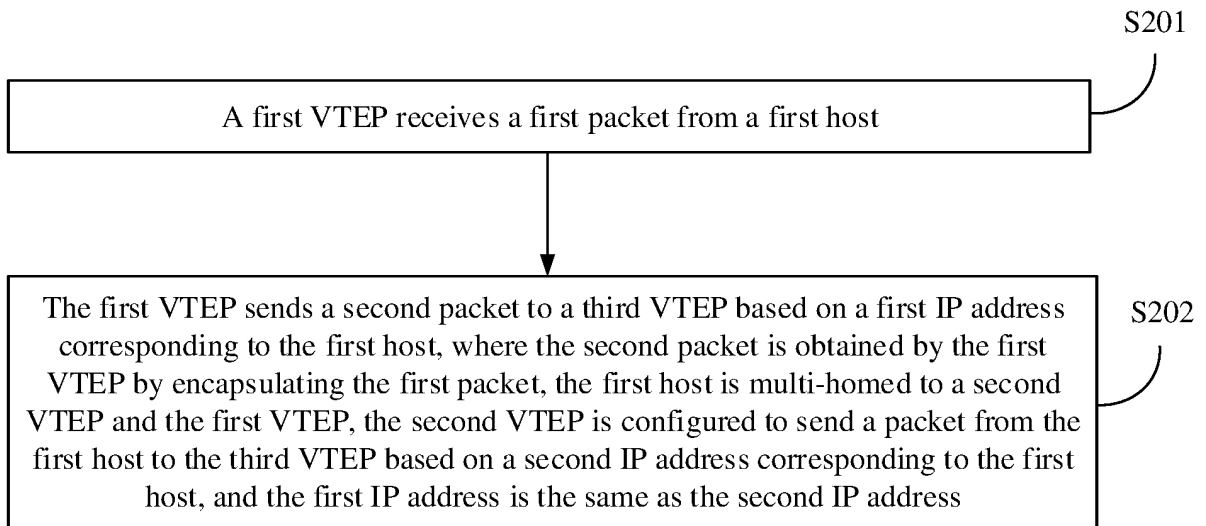 S201
A first VTEP receives a first packet from a first host
The first VTEP sends a second packet to a third VTEP based on a first IP address
corresponding to the first host, where the second packet is obtained by the first
VTEP by encapsulating the first packet, the first host is multi-homed to a second
VTEP and the first VTEP, the second VTEP is configured to send a packet from the
first host to the third VTEP based on a second IP address corresponding to the first
host, and the first IP address is the same as the second IP address
S202